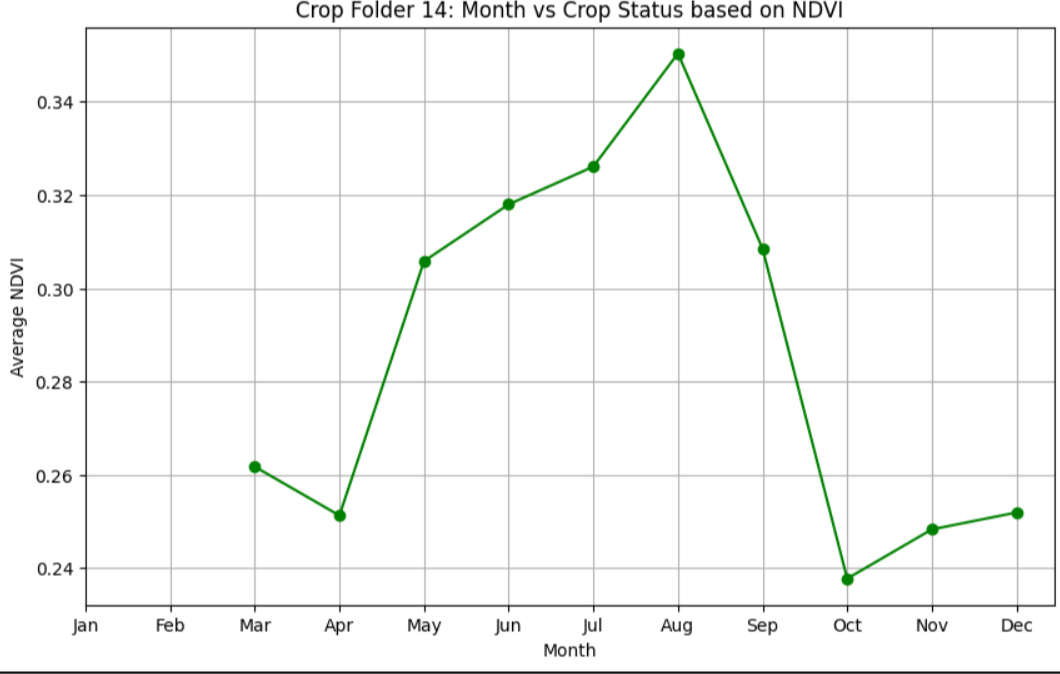 Crop Folder 14: Month vs Crop Status based on NDVI
0.34
0.32
0.30
0.28
0.26
0.24
Average NDVI
Jan Feb Mar Apr May Jun Jul Aug Sep Oct Nov Dec
Month